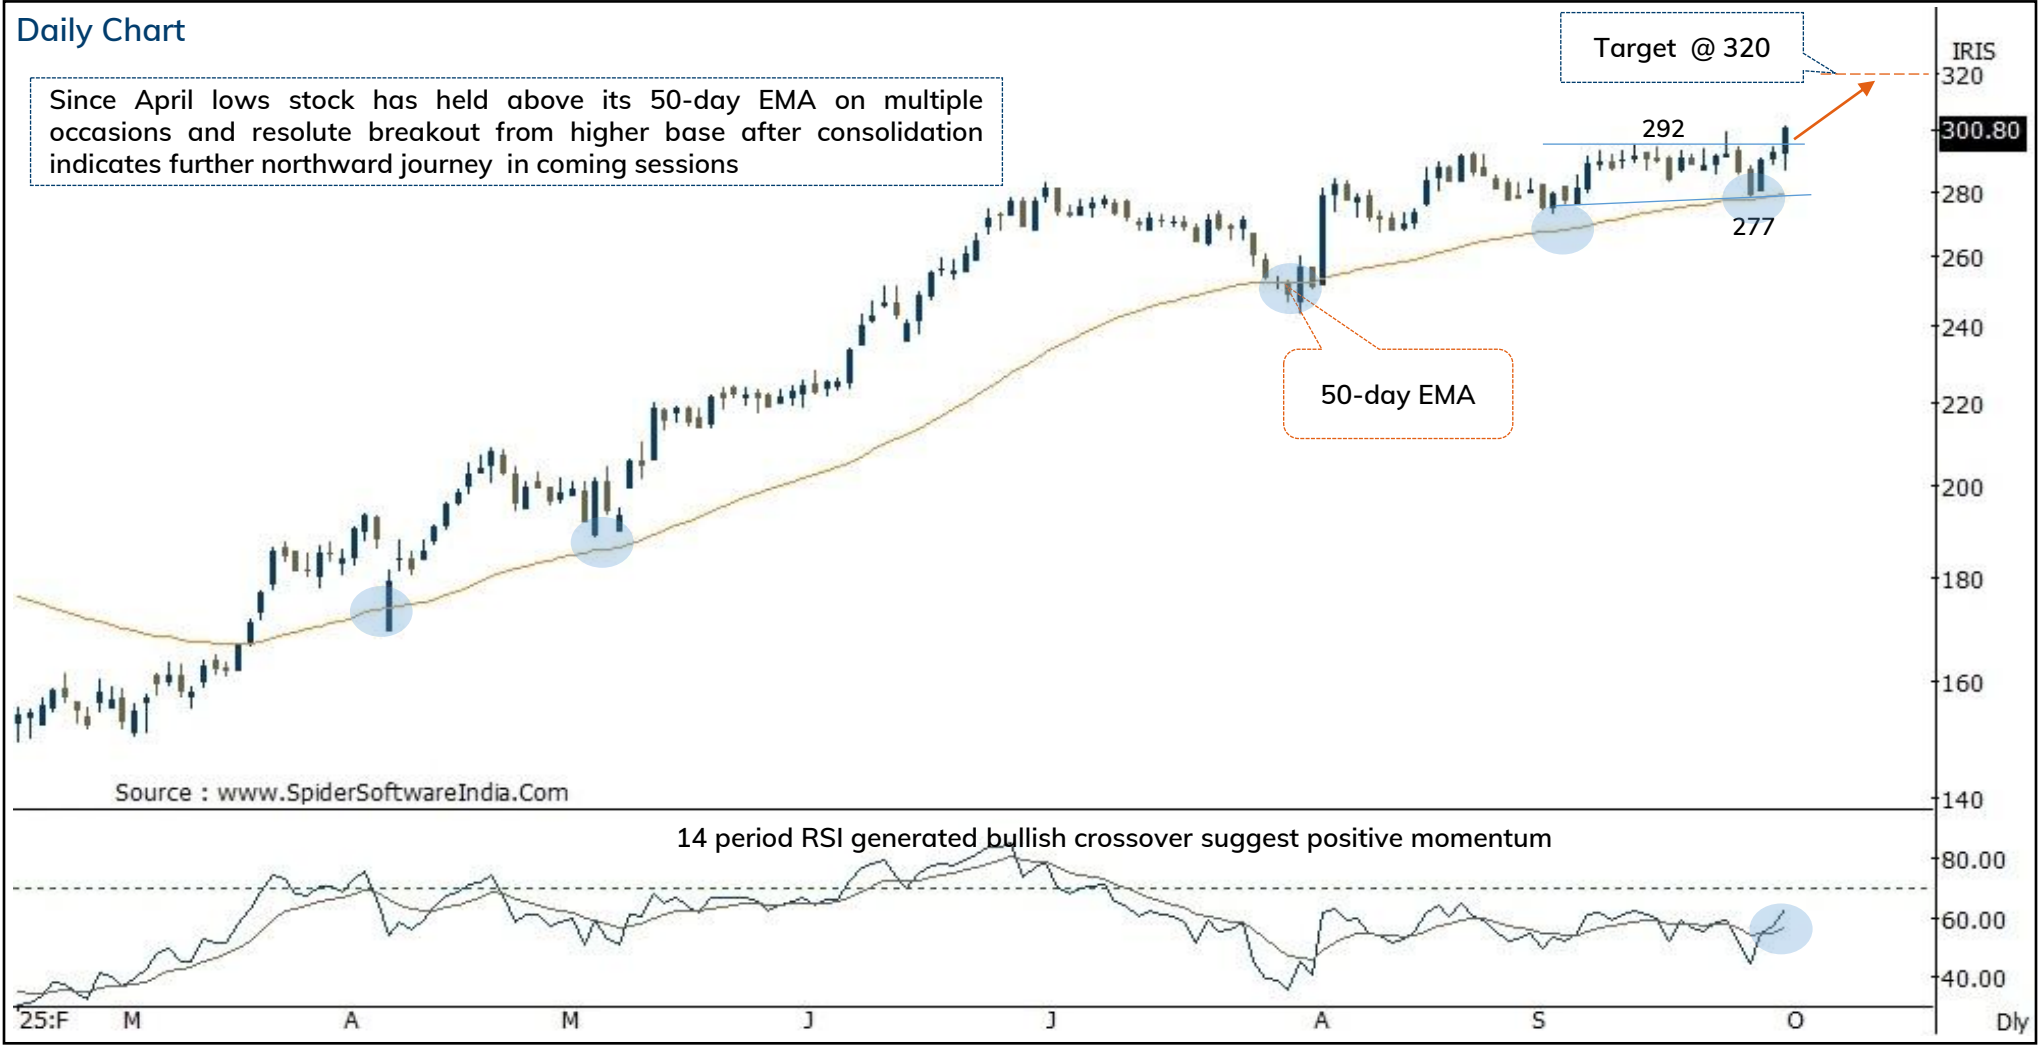 Daily Chart
Target @ 320
IRIS
320
Since April lows stock has held above its 50-day EMA on multiple
occasions and resolute breakout from higher base after consolidation
indicates further northward journey in coming sessions
292
300.80
280
277
260
240
50-day EMA
220
200
180
160
Source : www.SpiderSoftwareIndia.Com
140
14 period RSI generated bullish crossover suggest positive momentum
80.00
60.00
40.00
'25:F M A M J J A S O Dly